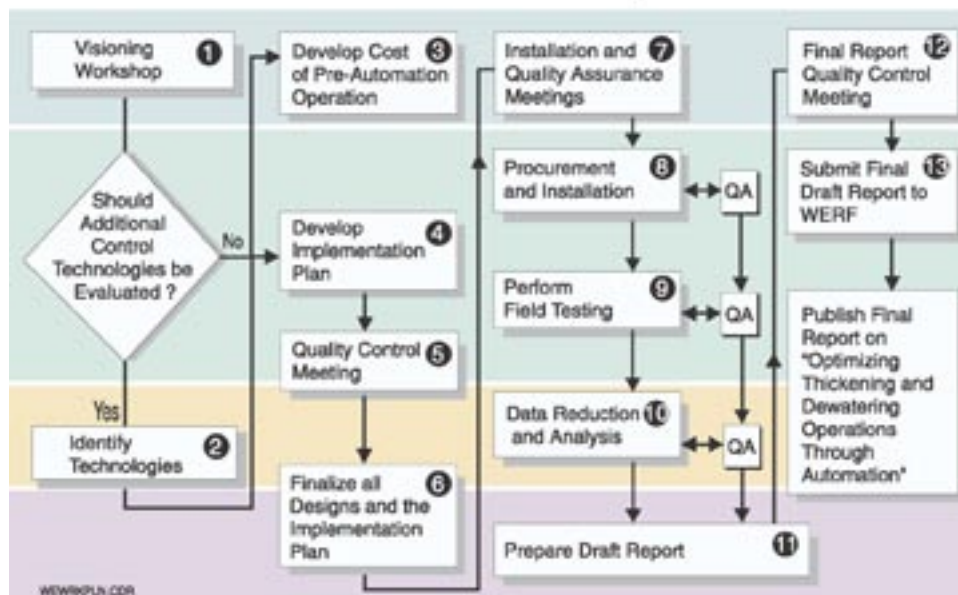 Visioning
Workshop
1
Should
Additional
Control
Technologies be
Evaluated ?
No
Yes
Identify
Technologies
2
Develop Cost
of Pre-Automation
Operation
3
Develop
Implementation
Plan
4
Quality Control
Meeting
5
Finalize all
Designs and the
Implementation
Plan
6
Installation and
Quality Assurance
Meetings
7
Procurement
and Installation
8
QA
Perform
Field Testing
9
QA
Data Reduction
and Analysis
10
QA
Prepare Draft Report
11
Final Report
Quality Control
Meeting
12
Submit Final
Draft Report to
WERF
13
Publish Final
Report on
"Optimizing
Thickening and
Dewatering
Operations
Through
Automation"